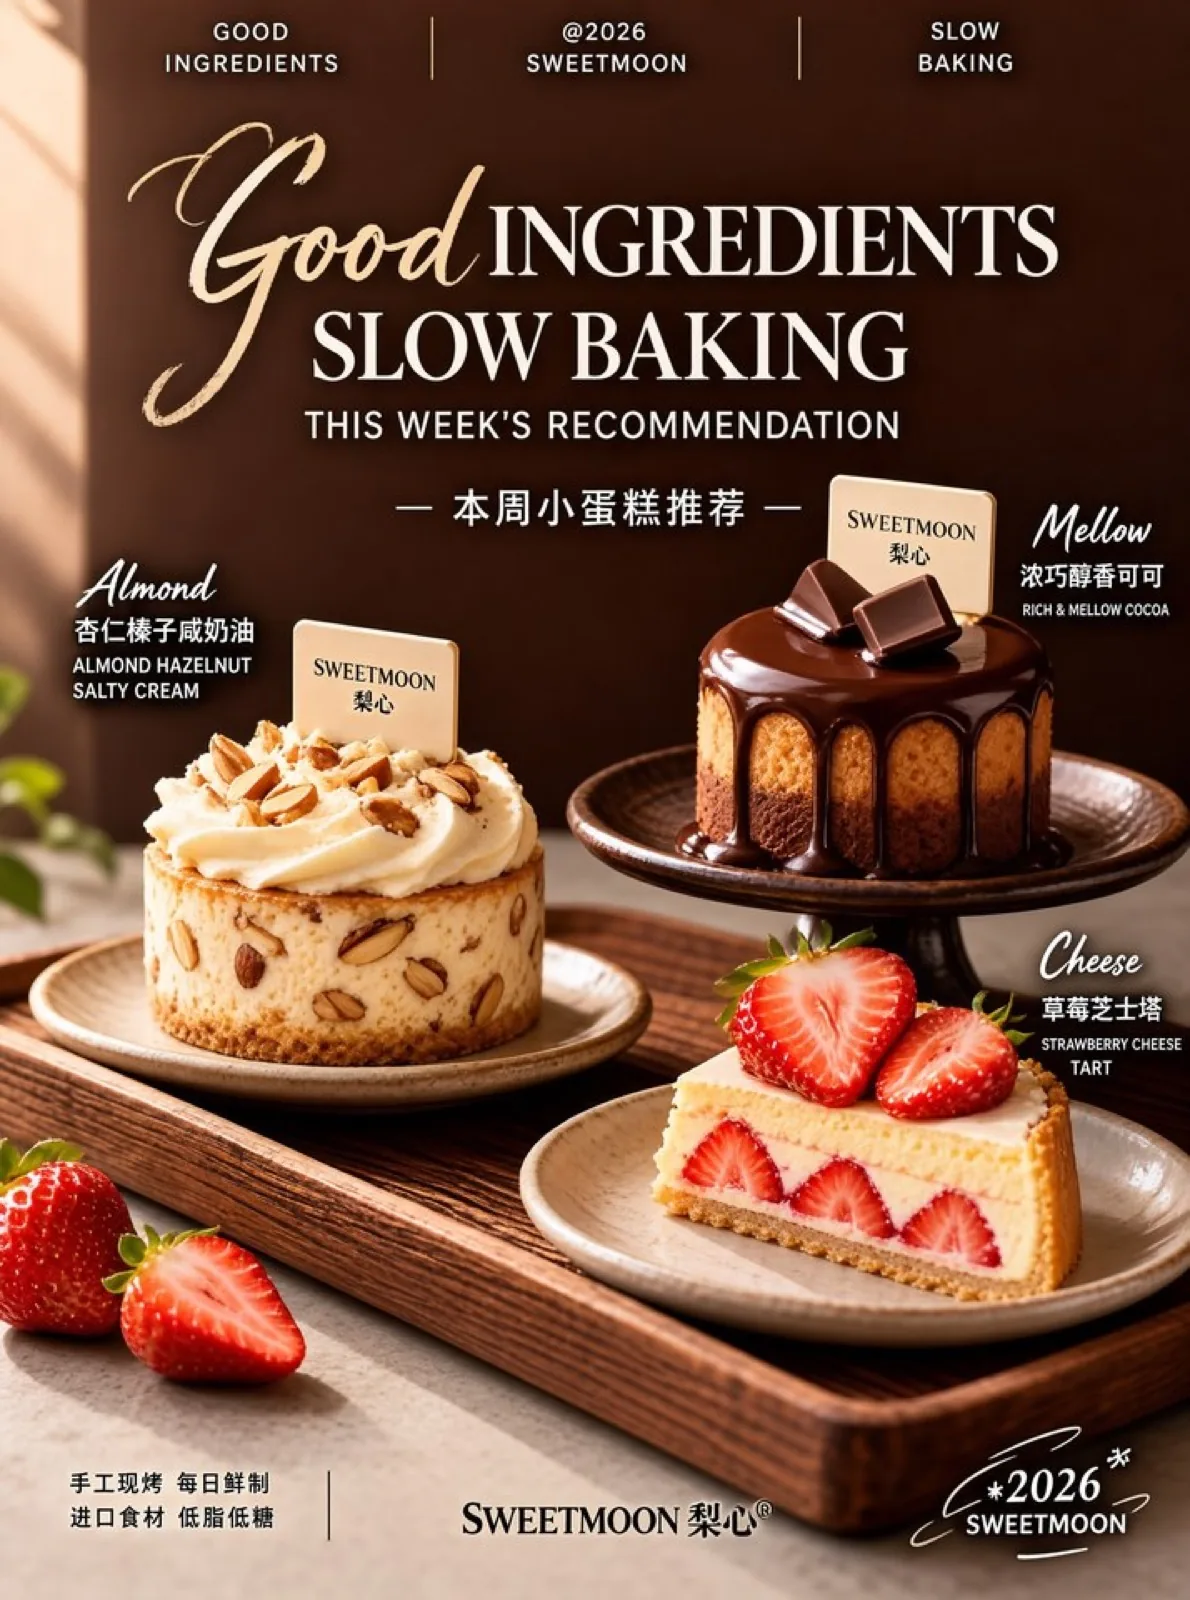 GOOD
INGREDIENTS
@2026
SWEETMOON
SLOW
BAKING
Good INGREDIENTS
SLOW BAKING
THIS WEEK'S RECOMMENDATION
— 本周小蛋糕推荐 —
SWEETMOON
梨心
Mellow
浓巧醇香可可
RICH & MELLOW COCOA
Almond
杏仁榛子咸奶油
ALMOND HAZELNUT
SALTY CREAM
SWEETMOON
梨心
Cheese
草莓芝士塔
STRAWBERRY CHEESE
TART
手工现烤 每日鲜制
进口食材 低脂低糖
SWEETMOON 梨心®
*2026*
SWEETMOON